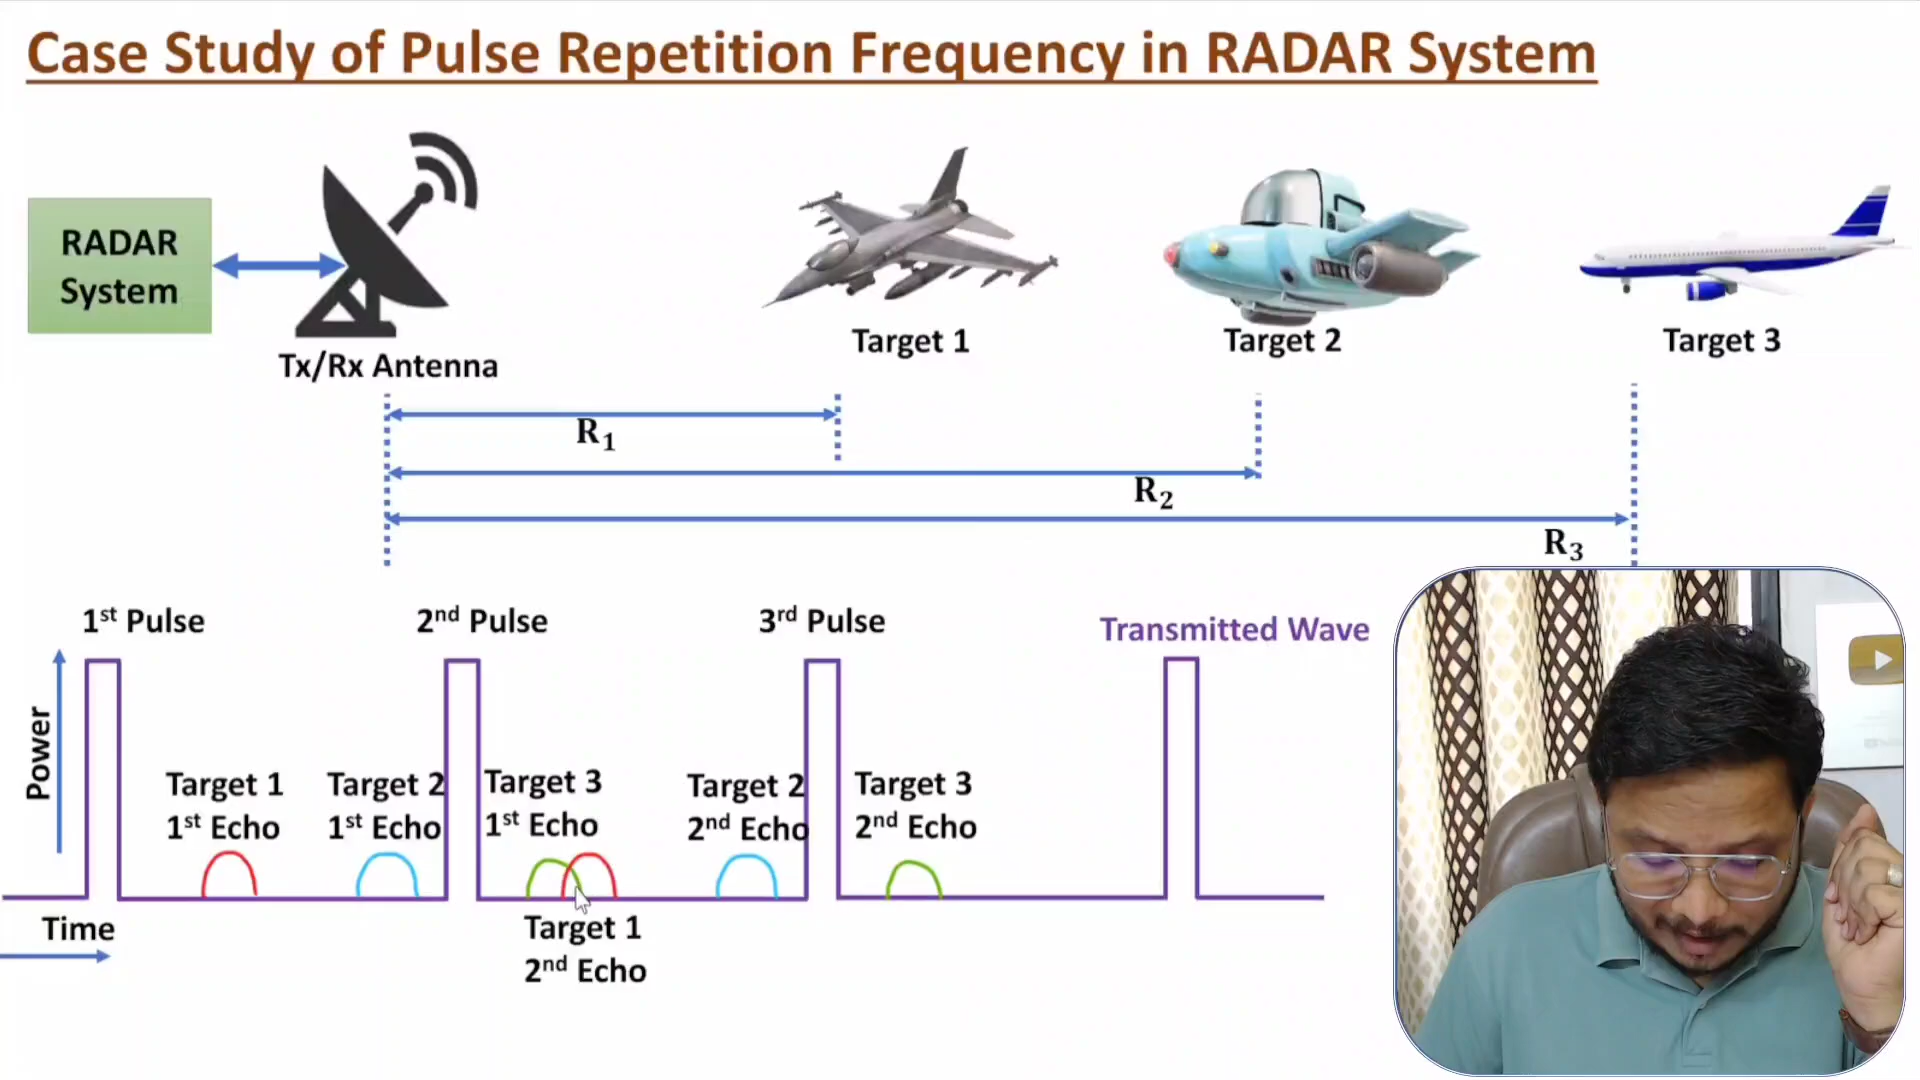 Case Study of Pulse Repetition Frequency in RADAR System
RADAR
System
Tx/Rx Antenna
Target 1
Target 2
Target 3
R₁
R₂
R₃
1st Pulse
2nd Pulse
3rd Pulse
Transmitted Wave
Power
Target 1
1st Echo
Target 2
1st Echo
Target 3
1st Echo
Target 2
2nd Echo
Target 3
2nd Echo
Time
Target 1
2nd Echo